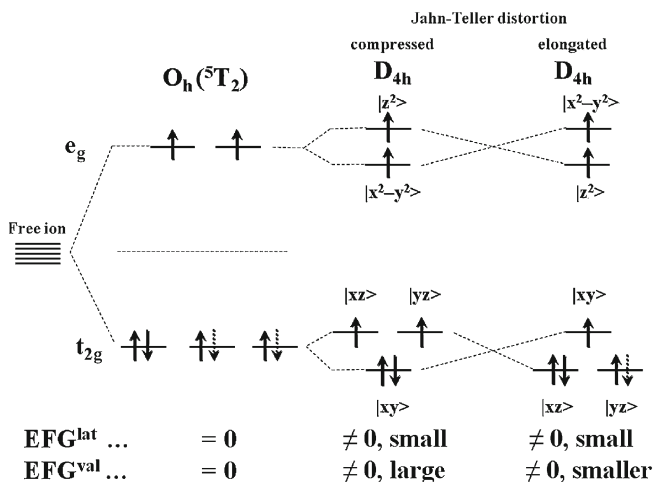 Jahn-Teller distortion
compressed elongated
Oₕ(⁵T₂) D₄ₕ D₄ₕ
|z²> |x²–y²>
e_g
|x²–y²> |z²>
Free ion
|xz> |yz> |xy>
t₂g
|xy> |xz> |yz>
EFGˡᵃᵗ ... = 0 ≠ 0, small ≠ 0, small
EFGᵛᵃˡ ... = 0 ≠ 0, large ≠ 0, smaller